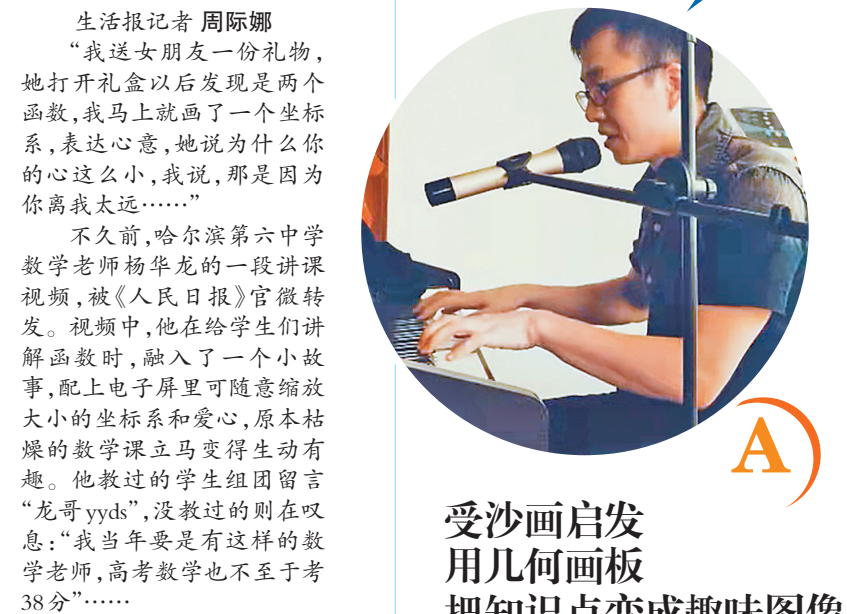 生活报记者 周际娜
“我送女朋友一份礼物，
她打开礼盒以后发现是两个
函数，我马上就画了一个坐标
系，表达心意，她说为什么你
的心这么小，我说，那是因为
你离我太远……”
不久前，哈尔滨第六中学
数学老师杨华龙的一段讲课
视频，被《人民日报》官微转
发。视频中，他在给学生们讲
解函数时，融入了一个小故
事，配上电子屏里可随意缩放
大小的坐标系和爱心，原本枯
燥的数学课立马变得生动有
趣。他教过的学生组团留言
“龙哥yyds”，没教过的则在叹
息：“我当年要是有这样的数
学老师，高考数学也不至于考
38分”……
A
受沙画启发
用几何画板
把知识点变成趣味图像